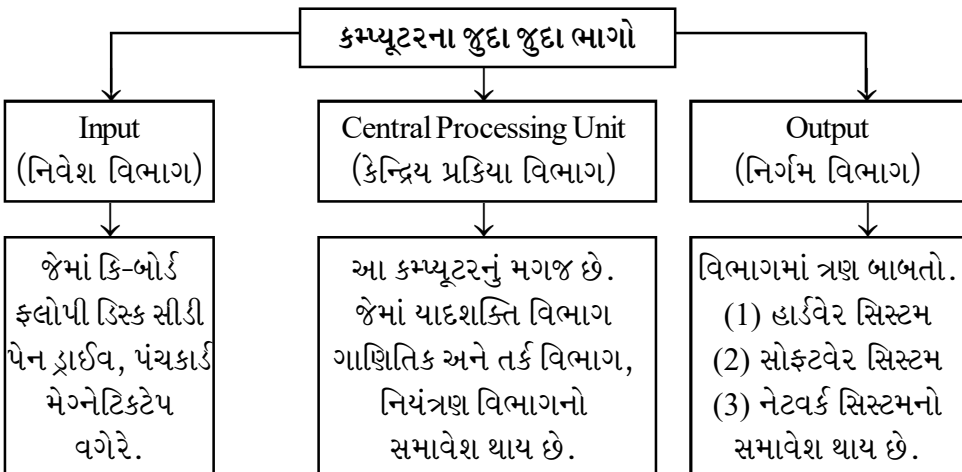 કમ્પ્યૂટરના જુદા જુદા ભાગો
Input
(નિવેશ વિભાગ)
જેમાં કિ-બોર્ડ
ફ્લોપી ડિસ્ક સીડી
પેન ડ્રાઈવ, પંચકાર્ડ
મેગ્નેટિકટેપ
વગેરે.
Central Processing Unit
(કેન્દ્રિય પ્રકિયા વિભાગ)
આ કમ્પ્યૂટરનું મગજ છે.
જેમાં યાદશક્તિ વિભાગ
ગાણિતિક અને તર્ક વિભાગ,
નિયંત્રણ વિભાગનો
સમાવેશ થાય છે.
Output
(નિર્ગમ વિભાગ)
વિભાગમાં ત્રણ બાબતો.
(1) હાર્ડવેર સિસ્ટમ
(2) સોફ્ટવેર સિસ્ટમ
(3) નેટવર્ક સિસ્ટમનો
સમાવેશ થાય છે.